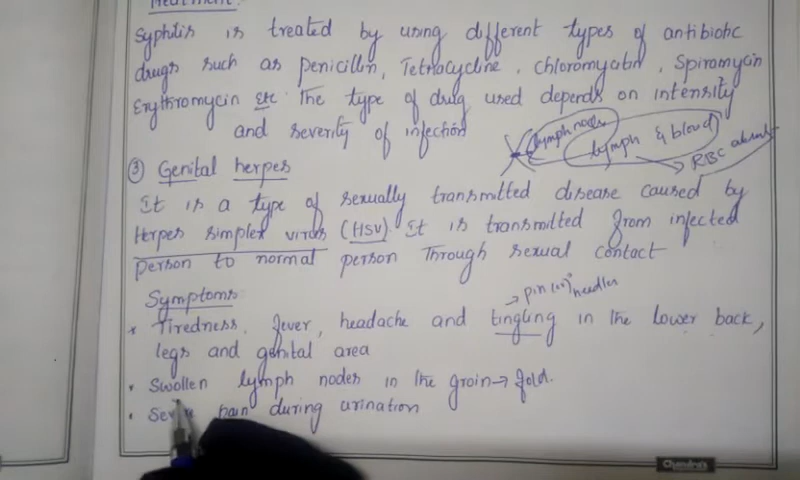 Treatment:
Syphilis is treated by using different types of antibiotic
drugs such as penicillin, Tetracycline, chloromycetin, Spiramycin
Erythromycin etc. The type of drug used depends on intensity
and severity of infection
lymph nodes
lymph & blood
→ RBC absent
③ Genital herpes
It is a type of sexually transmitted disease caused by
Herpes simplex virus (HSV). It is transmitted from infected
person to normal person through sexual contact
Symptoms
→ pin (or) needles
* Tiredness, fever, headache and tingling in the lower back,
legs and genital area
* Swollen lymph nodes in the groin → fold.
* pain during urination
Chandra's